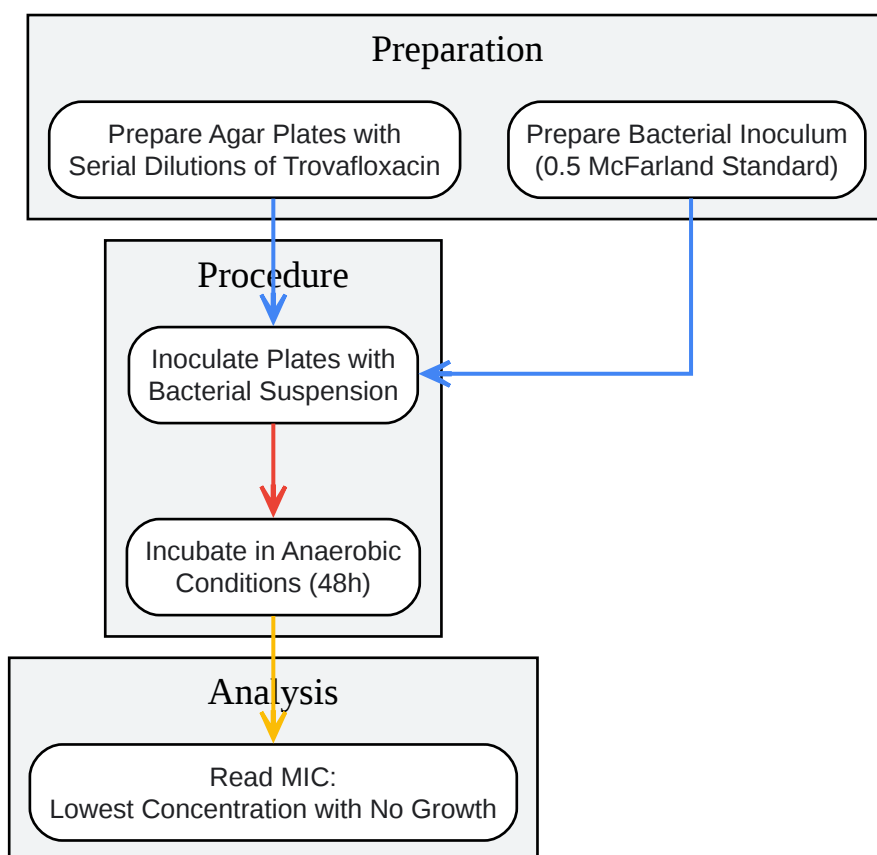 Preparation
Prepare Agar Plates with
Serial Dilutions of Trovafloxacin
Prepare Bacterial Inoculum
(0.5 McFarland Standard)
Procedure
Inoculate Plates with
Bacterial Suspension
Incubate in Anaerobic
Conditions (48h)
Analysis
Read MIC:
Lowest Concentration with No Growth